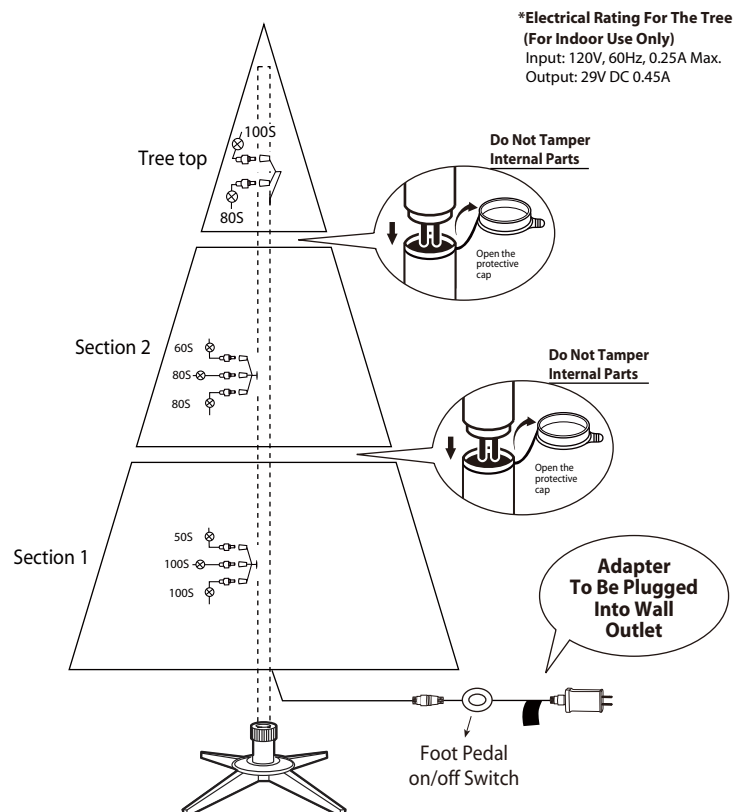 *Electrical Rating For The Tree
(For Indoor Use Only)
Input: 120V, 60Hz, 0.25A Max.
Output: 29V DC 0.45A
100S
Tree top
80S
Do Not Tamper
Internal Parts
Open the
protective
cap
Section 2
60S
80S
80S
Do Not Tamper
Internal Parts
Open the
protective
cap
Section 1
50S
100S
100S
Adapter
To Be Plugged
Into Wall
Outlet
Foot Pedal
on/off Switch